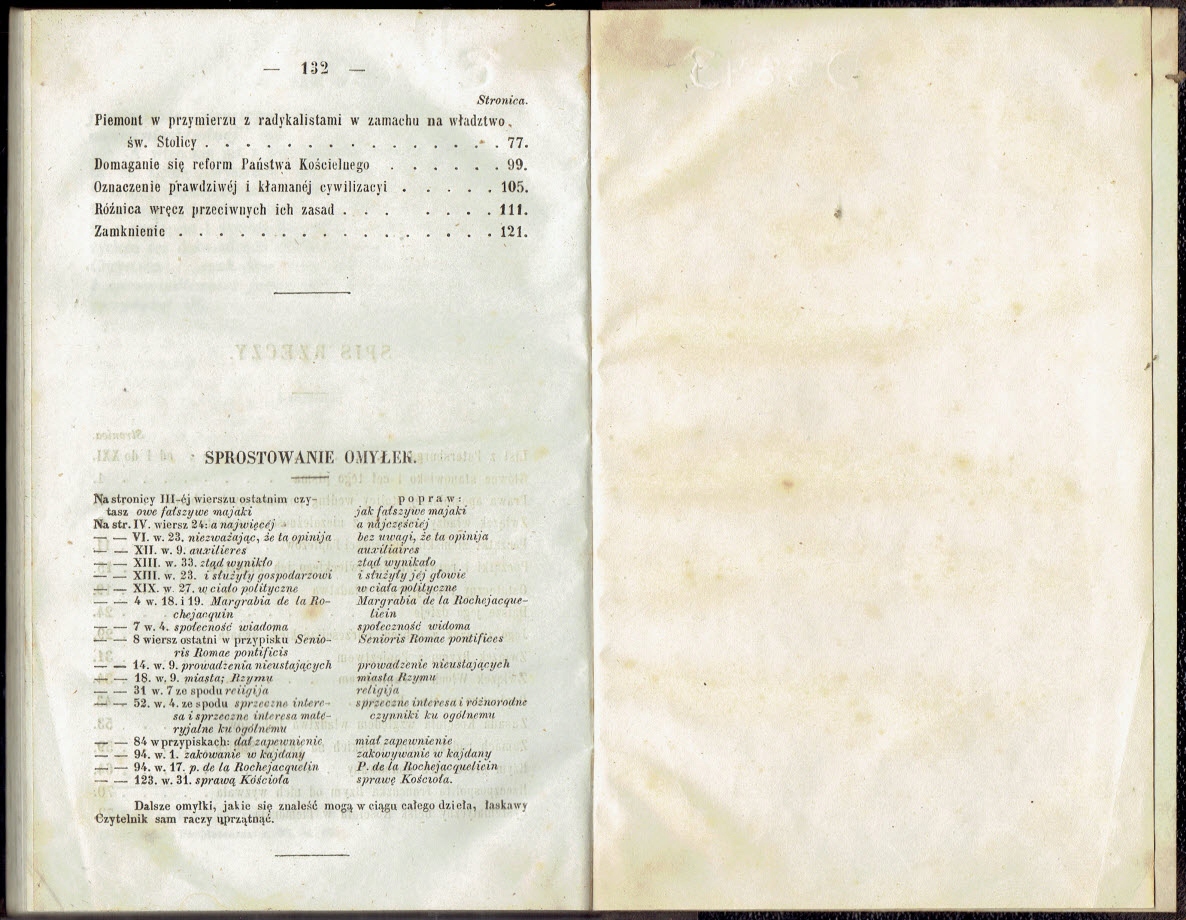 — 132 —
Stronica.
Piemont w przymierzu z radykalistami w zamachu na władztwo
św. Stolicy . . . . . . . . . . . . . . . 77.
Domaganie się reform Państwa Kościelnego . . . . . . 99.
Oznaczenie prawdziwéj i kłamanéj cywilizacyi . . . . . 105.
Różnica wręcz przeciwnych ich zasad . . . . . . . 111.
Zamknienie . . . . . . . . . . . . . . . . 121.
SPROSTOWANIE OMYŁEK.
Na stronicy III-éj wierszu ostatnim czy- popraw:
tasz owe fałszywe majaki jak fałszywe majaki
Na str. IV. wiersz 24: a najwięcéj a najczęściéj
— — VI. w. 23. niezważając, że ta opinija bez uwagi, że ta opinija
— — XII. w. 9. auxilieres auxiliaires
— — XIII. w. 33. ztąd wynikło ztąd wynikało
— — XIII. w. 23. i służyły gospodarzowi i służyły jéj głowie
— — XIX. w. 27. w ciało polityczne w ciała polityczne
— — 4 w. 18. i 19. Margrabia de la Ro- Margrabia de la Rochejacque-
chejacquin liein
— — 7 w. 4. społecność wiadoma społeczność widoma
— — 8 wiersz ostatni w przypisku Senio- Senioris Romae pontifices
ris Romae pontificis
— — 14. w. 9. prowadzenia nieustających prowadzenie nieustających
— — 18. w. 9. miasta; Rzymu miasta Rzymu
— — 31 w. 7 ze spodu reiigija religija
— — 52. w. 4. ze spodu sprzeczne intere- sprzeczne interesa i różnorodne
sa i sprzeczne interesa mate- czynniki ku ogólnemu
ryjalne ku ogólnemu
— — 84 w przypiskach: dał zapewnienie miał zapewnienie
— — 94. w. 1. zakowanie w kajdany zakowywanie w kajdany
— — 94. w. 17. p. de la Rochejacquelin P. de la Rochejacqueliein
— — 123. w. 31. sprawą Kóścioła sprawę Kościoła.
Dalsze omyłki, jakie się znaleść mogą w ciągu całego dzieła, łaskawy
Czytelnik sam raczy uprzątnąć.